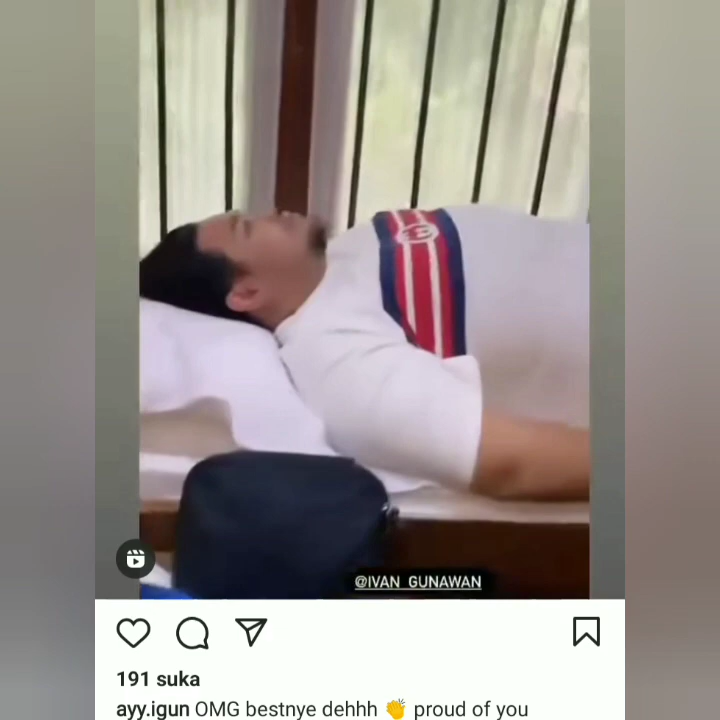 @IVAN_GUNAWAN
191 suka
ayy.igun OMG bestnye dehhh 👏 proud of you